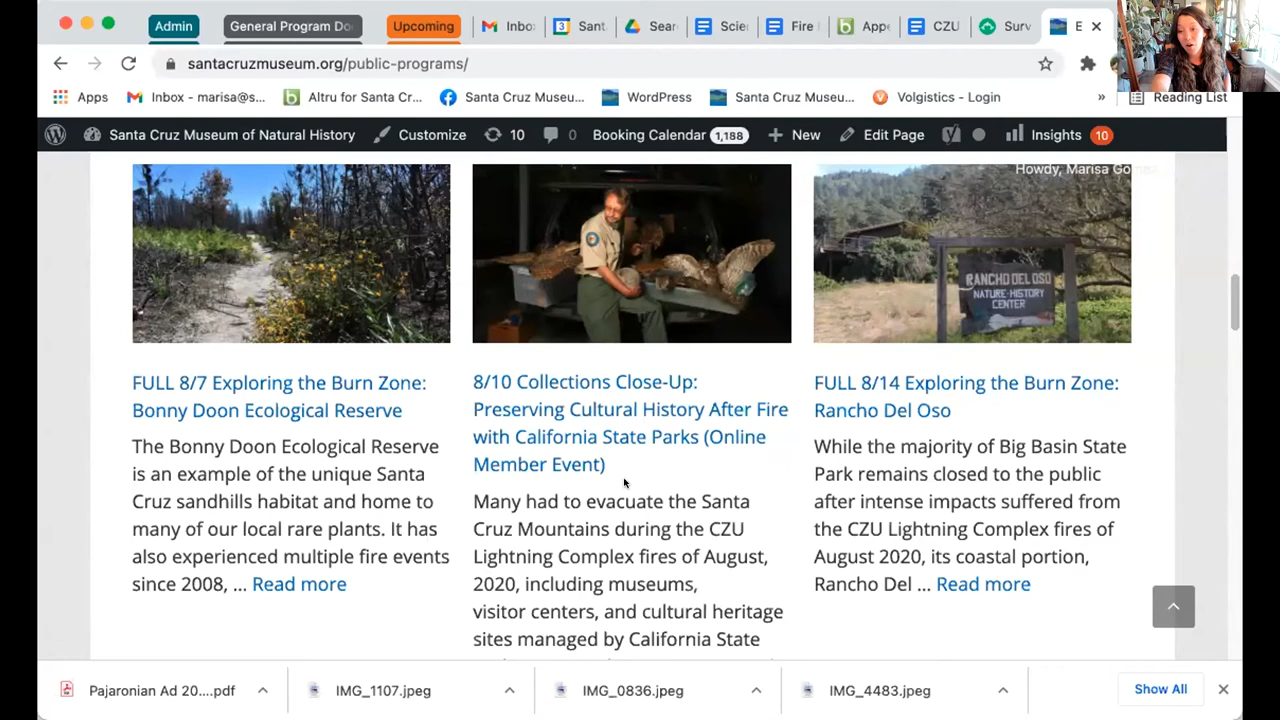 Admin
General Program Do
Upcoming
Inbo
Sant
Sear
Scie
Fire
Appe
CZU
Surv
E
santacruzmuseum.org/public-programs/
Apps
Inbox - marisa@s...
Altru for Santa Cr...
Santa Cruz Museu...
WordPress
Santa Cruz Museu...
Volgistics - Login
»
Reading List
Santa Cruz Museum of Natural History
Customize
10
0
Booking Calendar 1,188
New
Edit Page
Insights 10
Howdy, Marisa Gomez
RANCHO DEL OSO
NATURE-HISTORY
CENTER
FULL 8/7 Exploring the Burn Zone:
Bonny Doon Ecological Reserve
The Bonny Doon Ecological Reserve
is an example of the unique Santa
Cruz sandhills habitat and home to
many of our local rare plants. It has
also experienced multiple fire events
since 2008, ... Read more
8/10 Collections Close-Up:
Preserving Cultural History After Fire
with California State Parks (Online
Member Event)
Many had to evacuate the Santa
Cruz Mountains during the CZU
Lightning Complex fires of August,
2020, including museums,
visitor centers, and cultural heritage
sites managed by California State
FULL 8/14 Exploring the Burn Zone:
Rancho Del Oso
While the majority of Big Basin State
Park remains closed to the public
after intense impacts suffered from
the CZU Lightning Complex fires of
August 2020, its coastal portion,
Rancho Del ... Read more
Pajaronian Ad 20....pdf
IMG_1107.jpeg
IMG_0836.jpeg
IMG_4483.jpeg
Show All